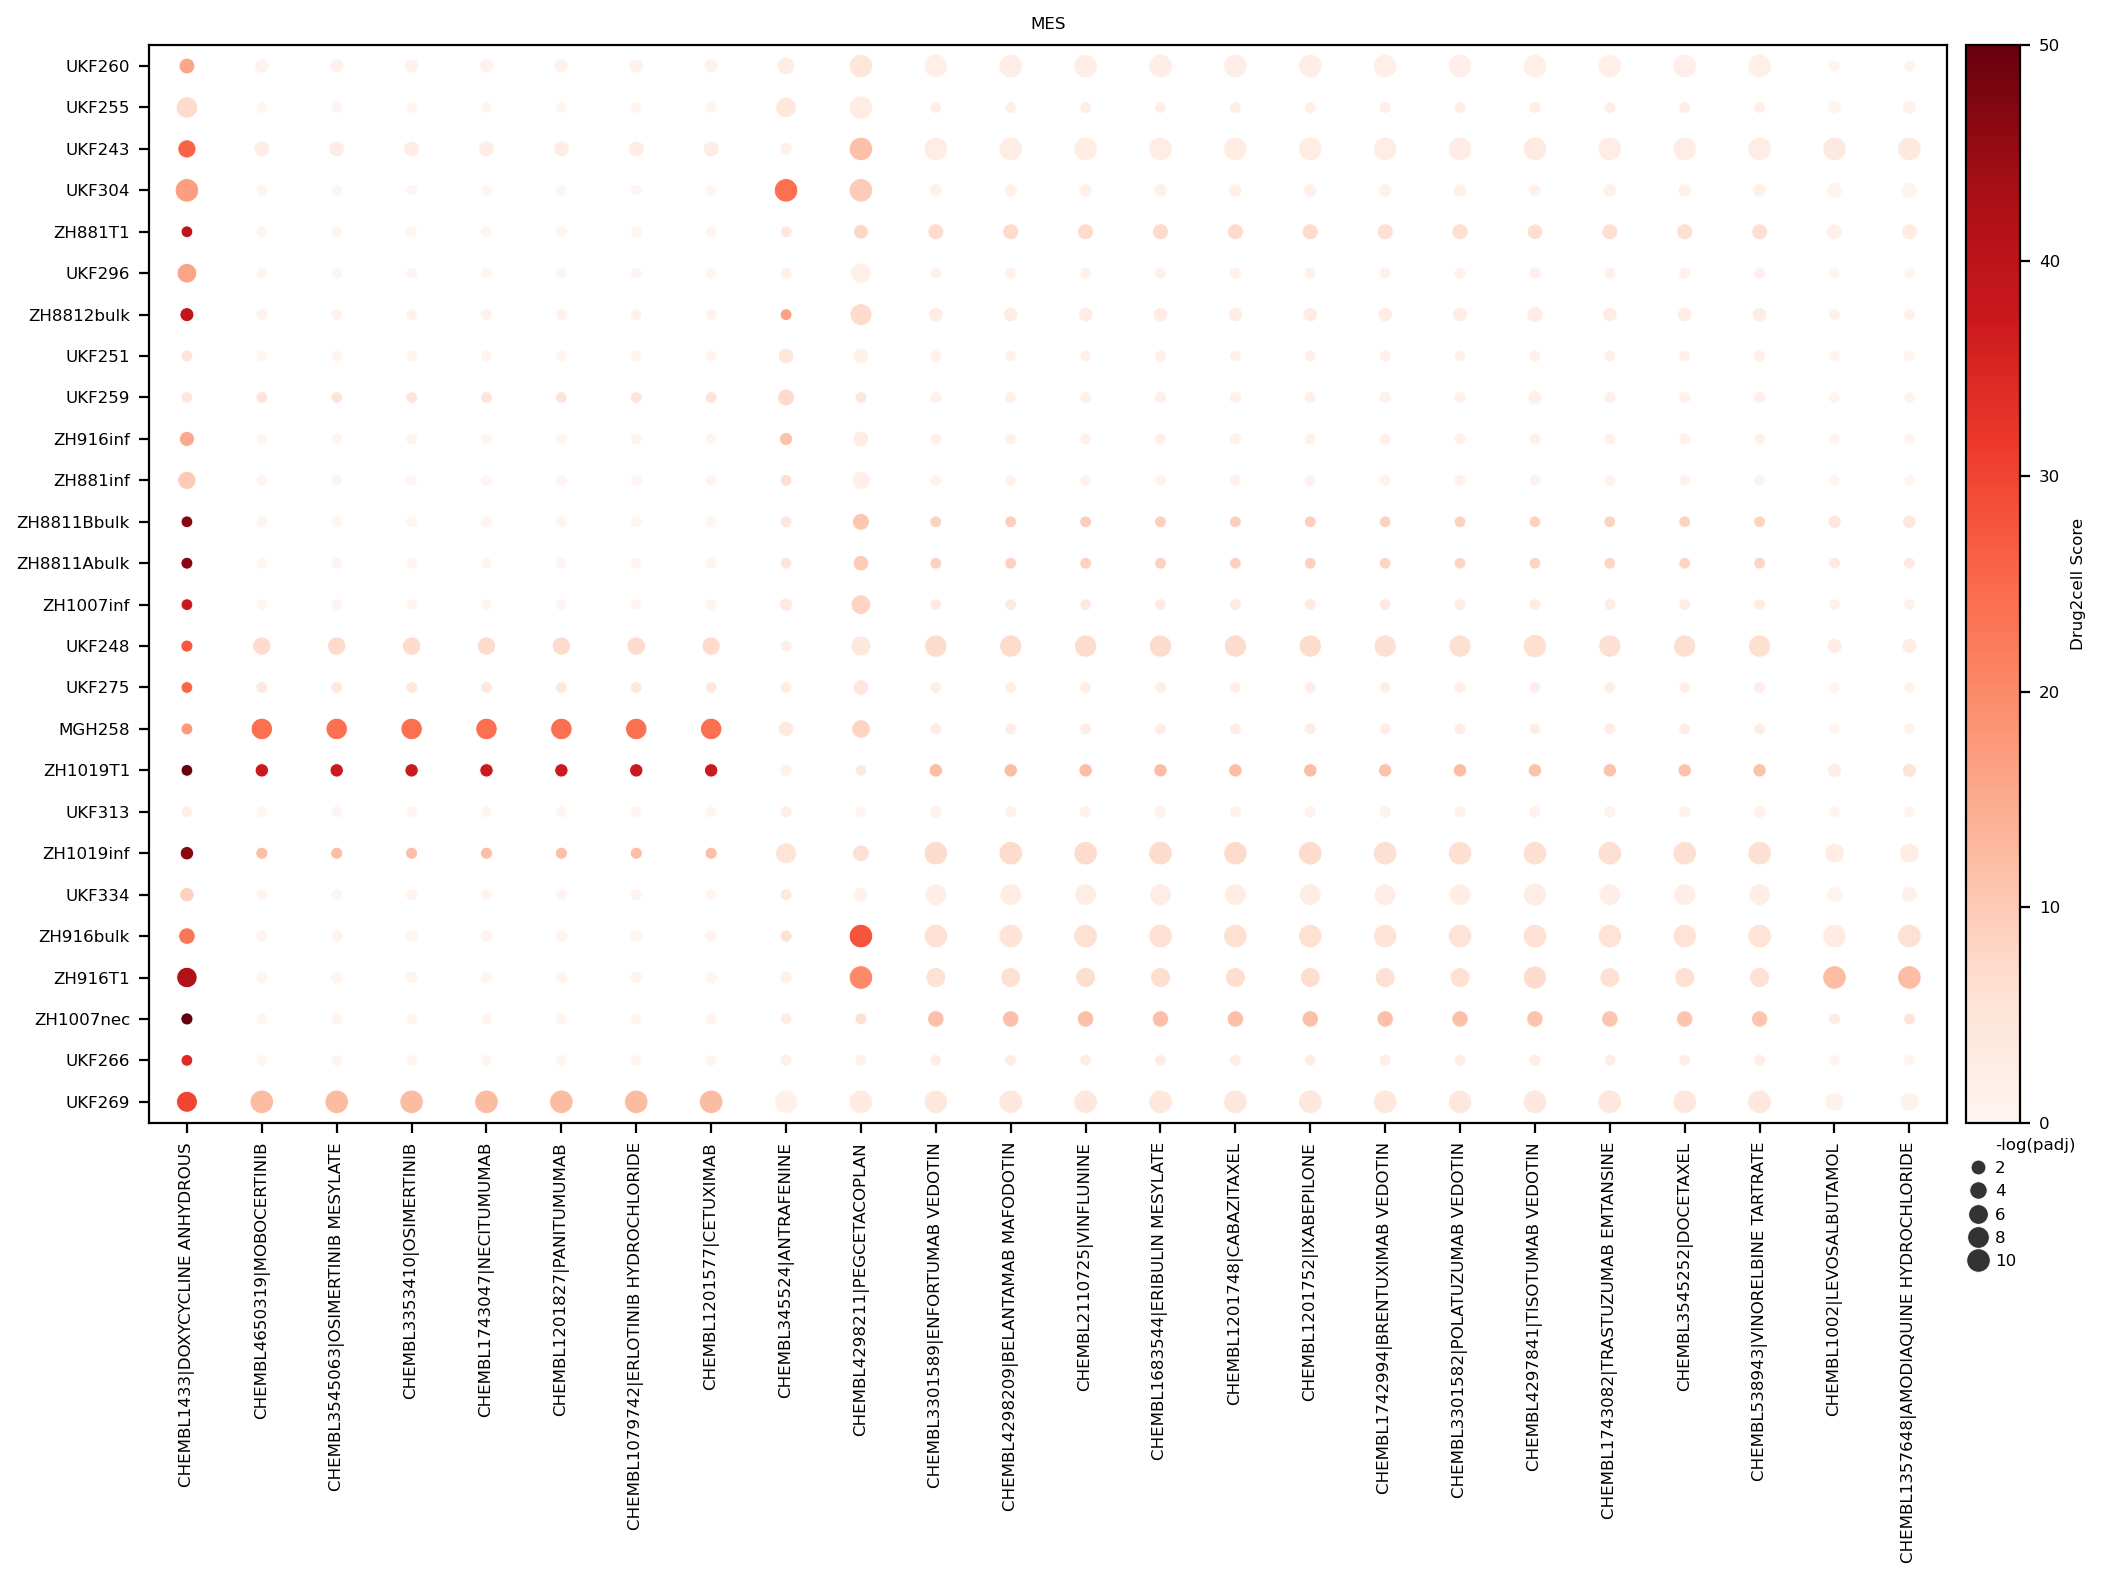 MES
UKF260
UKF255
UKF243
UKF304
ZH881T1
UKF296
ZH8812bulk
UKF251
UKF259
ZH916inf
ZH881inf
ZH8811Bbulk
ZH8811Abulk
ZH1007inf
UKF248
UKF275
MGH258
ZH1019T1
UKF313
ZH1019inf
UKF334
ZH916bulk
ZH916T1
ZH1007nec
UKF266
UKF269
CHEMBL1433|DOXYCYCLINE ANHYDROUS
CHEMBL4650319|MOBOCERTINIB
CHEMBL3545063|OSIMERTINIB MESYLATE
CHEMBL3353410|OSIMERTINIB
CHEMBL1743047|NECITUMUMAB
CHEMBL1201827|PANITUMUMAB
CHEMBL1079742|ERLOTINIB HYDROCHLORIDE
CHEMBL1201577|CETUXIMAB
CHEMBL345524|ANTRAFENINE
CHEMBL4298211|PEGCETACOPLAN
CHEMBL3301589|ENFORTUMAB VEDOTIN
CHEMBL4298209|BELANTAMAB MAFODOTIN
CHEMBL2110725|VINFLUNINE
CHEMBL1683544|ERIBULIN MESYLATE
CHEMBL1201748|CABAZITAXEL
CHEMBL1201752|IXABEPILONE
CHEMBL1742994|BRENTUXIMAB VEDOTIN
CHEMBL3301582|POLATUZUMAB VEDOTIN
CHEMBL4297841|TISOTUMAB VEDOTIN
CHEMBL1743082|TRASTUZUMAB EMTANSINE
CHEMBL3545252|DOCETAXEL
CHEMBL538943|VINORELBINE TARTRATE
CHEMBL1002|LEVOSALBUTAMOL
CHEMBL1357648|AMODIAQUINE HYDROCHLORIDE
50
40
30
20
10
0
Drug2cell Score
-log(padj)
2
4
6
8
10